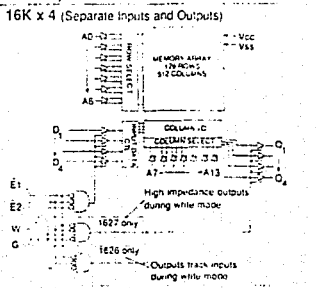 16K x 4 (Separate Inputs and Outputs)
A0
Vcc
Vss
ROW SELECT
MEMORY ARRAY
128 ROWS
512 COLUMNS
A6
D1
COLUMN I/O
COLUMN SELECT
Q1
D4
A7
A13
Q4
E1
E2
High impedance outputs
during write mode
W
1627 only
G
1626 only
Outputs track inputs
during write mode